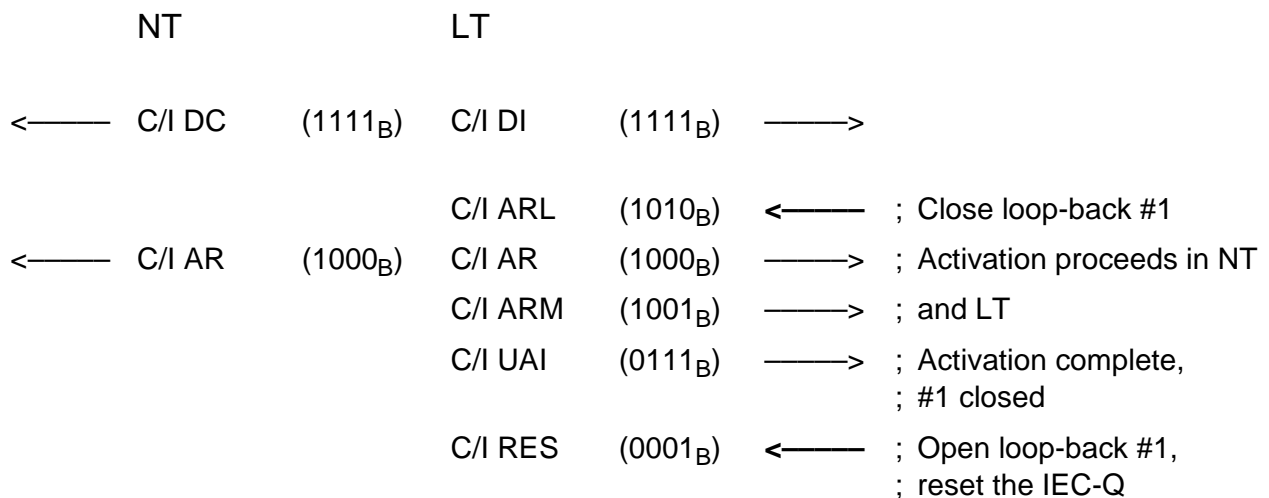 NT LT
<––––– C/I DC (1111B) C/I DI (1111B) –––––>
C/I ARL (1010B) <––––– ; Close loop-back #1
<––––– C/I AR (1000B) C/I AR (1000B) –––––> ; Activation proceeds in NT
C/I ARM (1001B) –––––> ; and LT
C/I UAI (0111B) –––––> ; Activation complete,
; #1 closed
C/I RES (0001B) <––––– ; Open loop-back #1,
; reset the IEC-Q